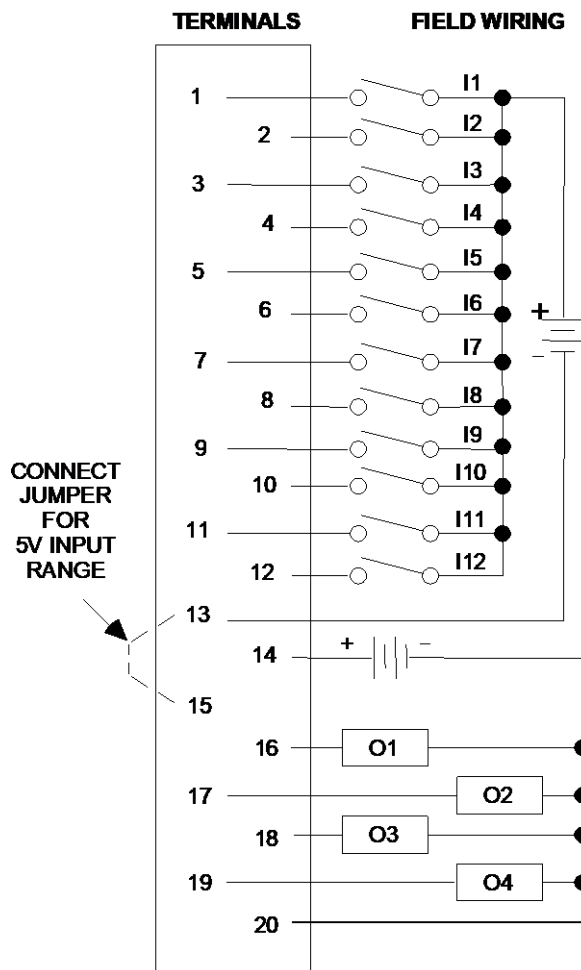 TERMINALS FIELD WIRING
1 I1
2 I2
3 I3
4 I4
5 I5
+
6 I6
-
7 I7
8 I8
9 I9
CONNECT
JUMPER
FOR
5V INPUT
RANGE
10 I10
11 I11
12 I12
13
14 + -
15
16 O1
17 O2
18 O3
19 O4
20